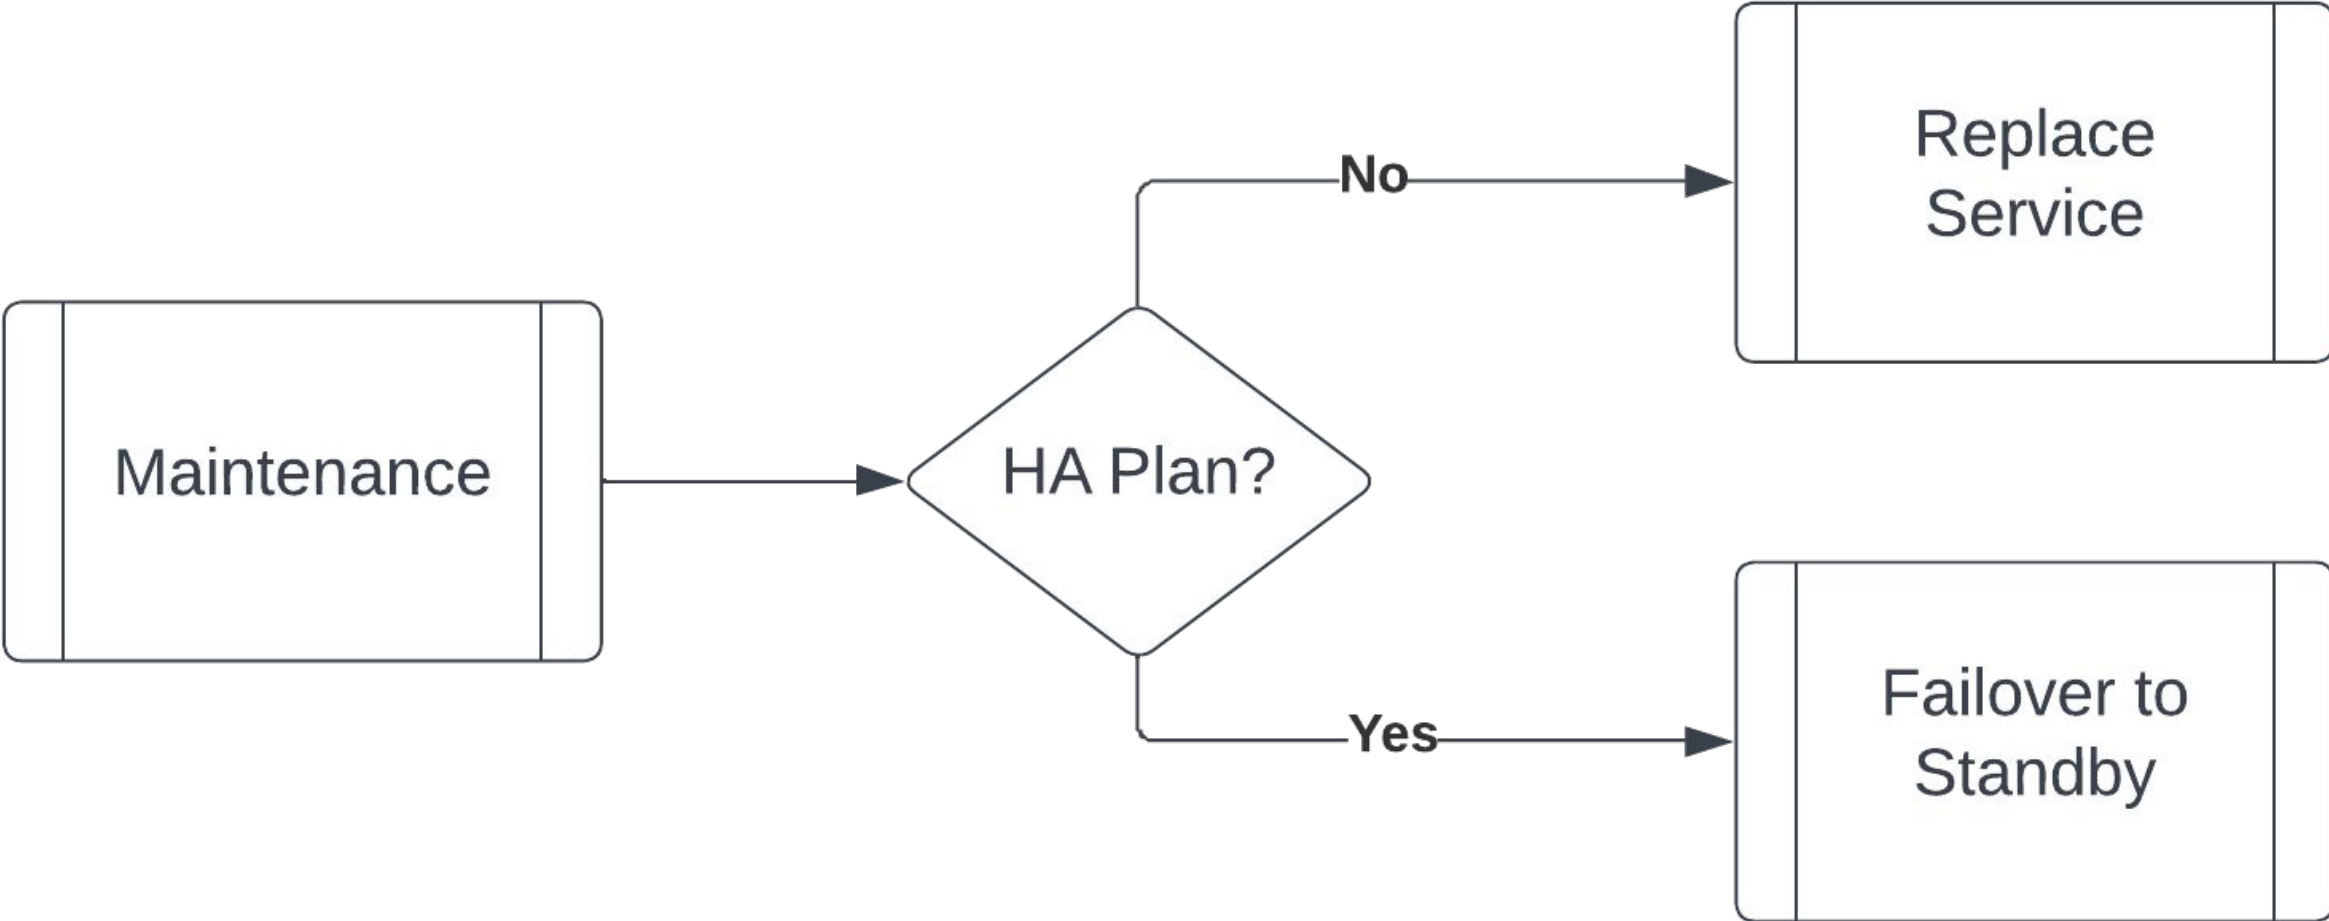 Maintenance
HA Plan?
No
Replace
Service
Yes
Failover to
Standby